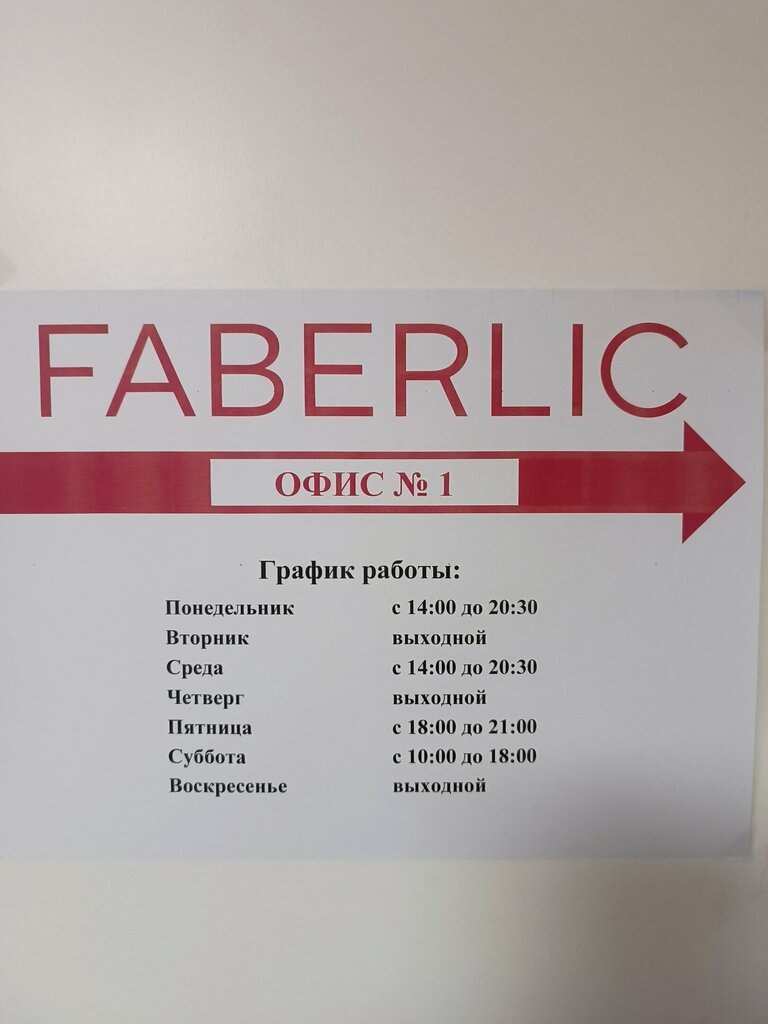 FABERLIC
ОФИС № 1
График работы:
Понедельник с 14:00 до 20:30
Вторник выходной
Среда с 14:00 до 20:30
Четверг выходной
Пятница с 18:00 до 21:00
Суббота с 10:00 до 18:00
Воскресенье выходной